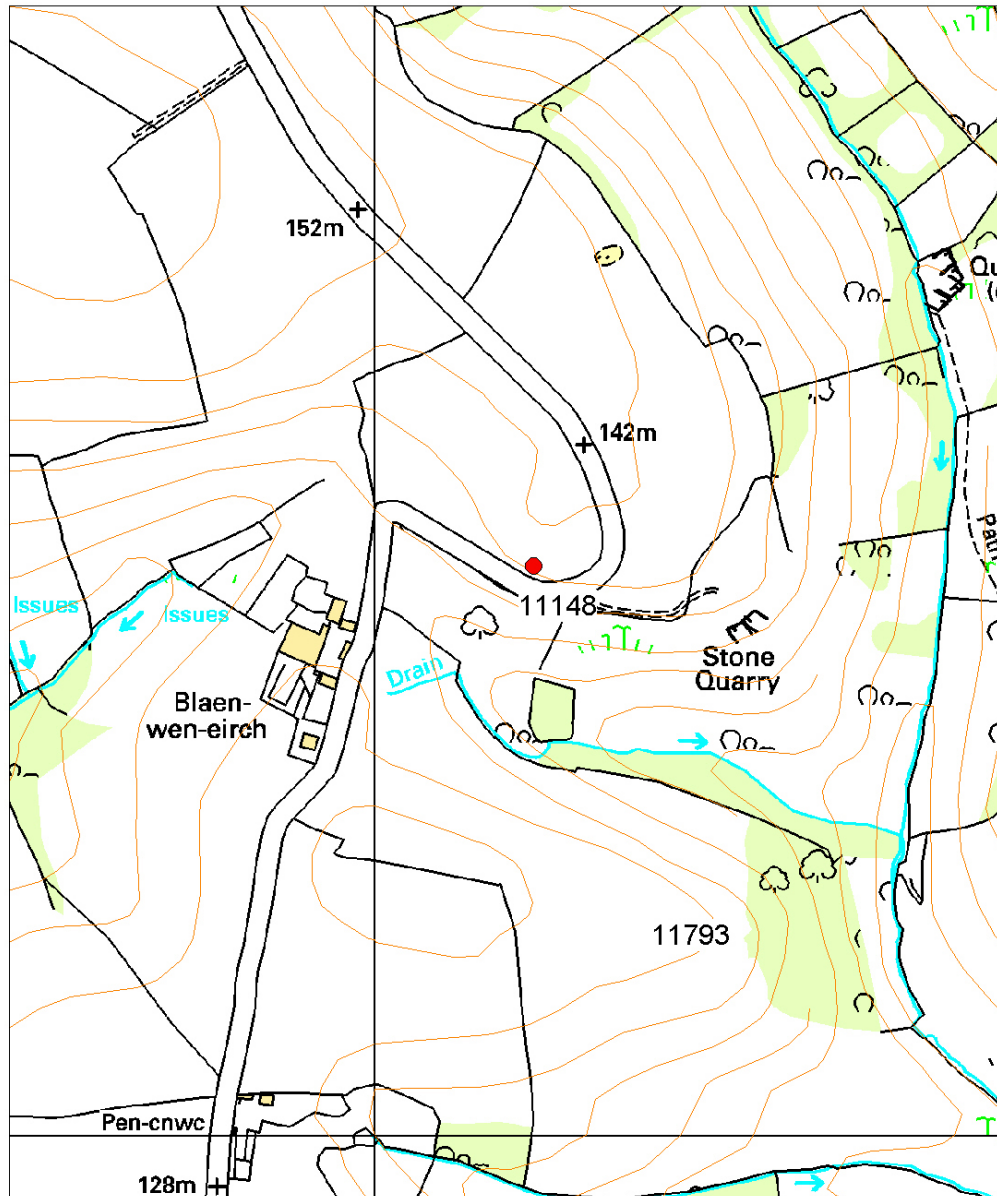 152m
Qu
(
142m
Path
11148
Issues
Issues
Stone
Quarry
Drain
Blaen-
wen-eirch
11793
Pen-cnwc
128m